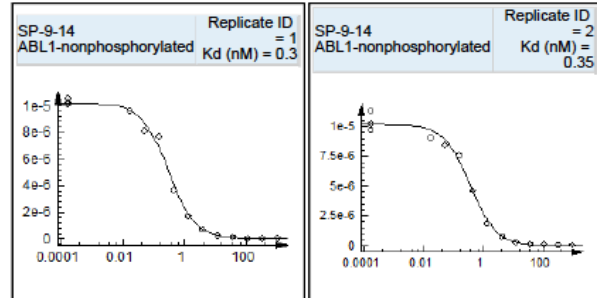 SP-9-14
ABL1-nonphosphorylated
Replicate ID
= 1
Kd (nM) = 0.3
1e-5
8e-6
6e-6
4e-6
2e-6
0
0.0001 0.01 1 100
SP-9-14
ABL1-nonphosphorylated
Replicate ID
= 2
Kd (nM) =
0.35
1e-5
7.5e-6
5e-6
2.5e-6
0
0.0001 0.01 1 100